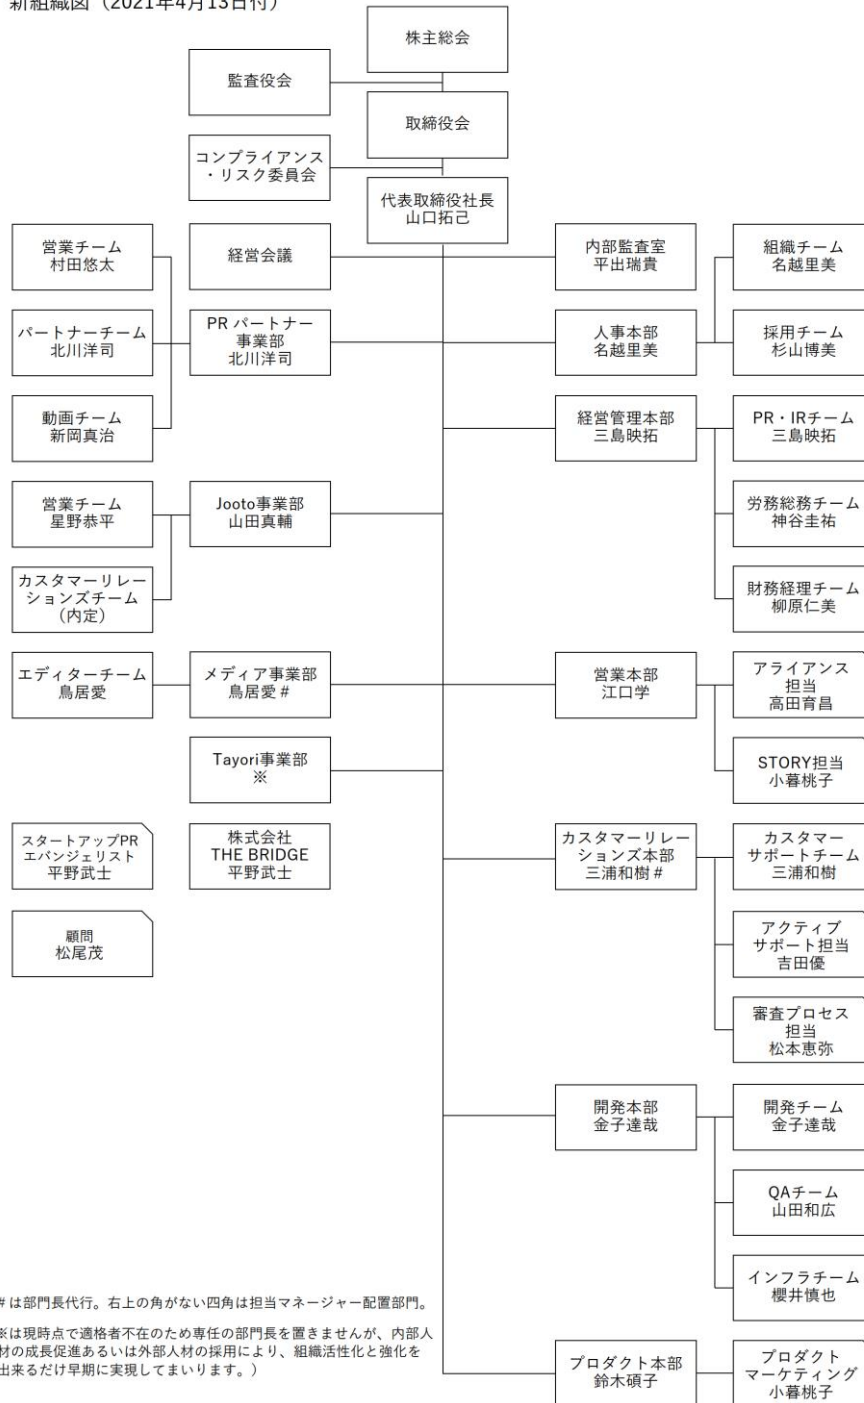 新組織図（2021年4月13日付）
株主総会
監査役会
取締役会
コンプライアンス
・リスク委員会
代表取締役社長
山口拓己
営業チーム
村田悠太
経営会議
内部監査室
平出瑞貴
組織チーム
名越里美
パートナーチーム
北川洋司
PR パートナー
事業部
北川洋司
人事本部
名越里美
採用チーム
杉山博美
動画チーム
新岡真治
経営管理本部
三島映拓
PR・IRチーム
三島映拓
営業チーム
星野恭平
Jooto事業部
山田真輔
労務総務チーム
神谷圭祐
カスタマーリレー
ションズチーム
（内定）
財務経理チーム
柳原仁美
エディターチーム
鳥居愛
メディア事業部
鳥居愛 #
営業本部
江口学
アライアンス
担当
高田育昌
Tayori事業部
※
STORY担当
小暮桃子
スタートアップPR
エバンジェリスト
平野武士
株式会社
THE BRIDGE
平野武士
カスタマーリレー
ションズ本部
三浦和樹 #
カスタマー
サポートチーム
三浦和樹
顧問
松尾茂
アクティブ
サポート担当
吉田優
審査プロセス
担当
松本恵弥
開発本部
金子達哉
開発チーム
金子達哉
QAチーム
山田和広
インフラチーム
櫻井慎也
# は部門長代行。右上の角がない四角は担当マネージャー配置部門。
※は現時点で適格者不在のため専任の部門長を置きませんが、内部人
材の成長促進あるいは外部人材の採用により、組織活性化と強化を
出来るだけ早期に実現してまいります。）
プロダクト本部
鈴木碩子
プロダクト
マーケティング
小暮桃子